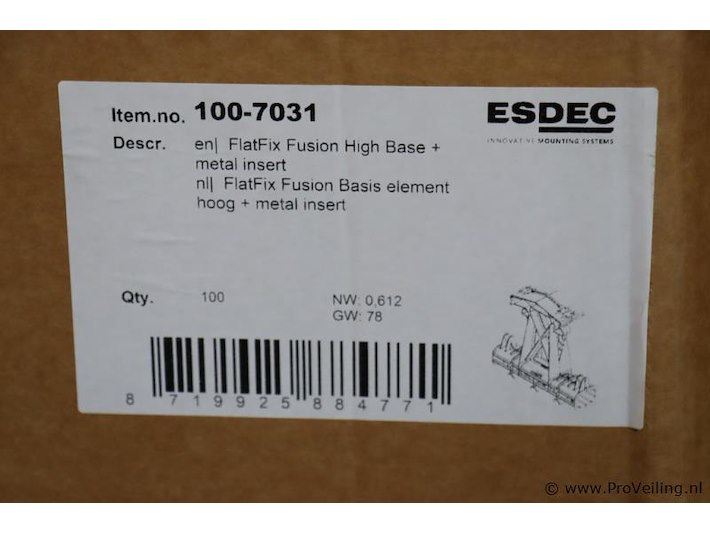 Item.no. 100-7031
ESDEC
INNOVATIVE MOUNTING SYSTEMS
Descr. en| FlatFix Fusion High Base +
metal insert
nl| FlatFix Fusion Basis element
hoog + metal insert
Qty. 100
NW: 0,612
GW: 78
8 719925 884771
© www.ProVeiling.nl